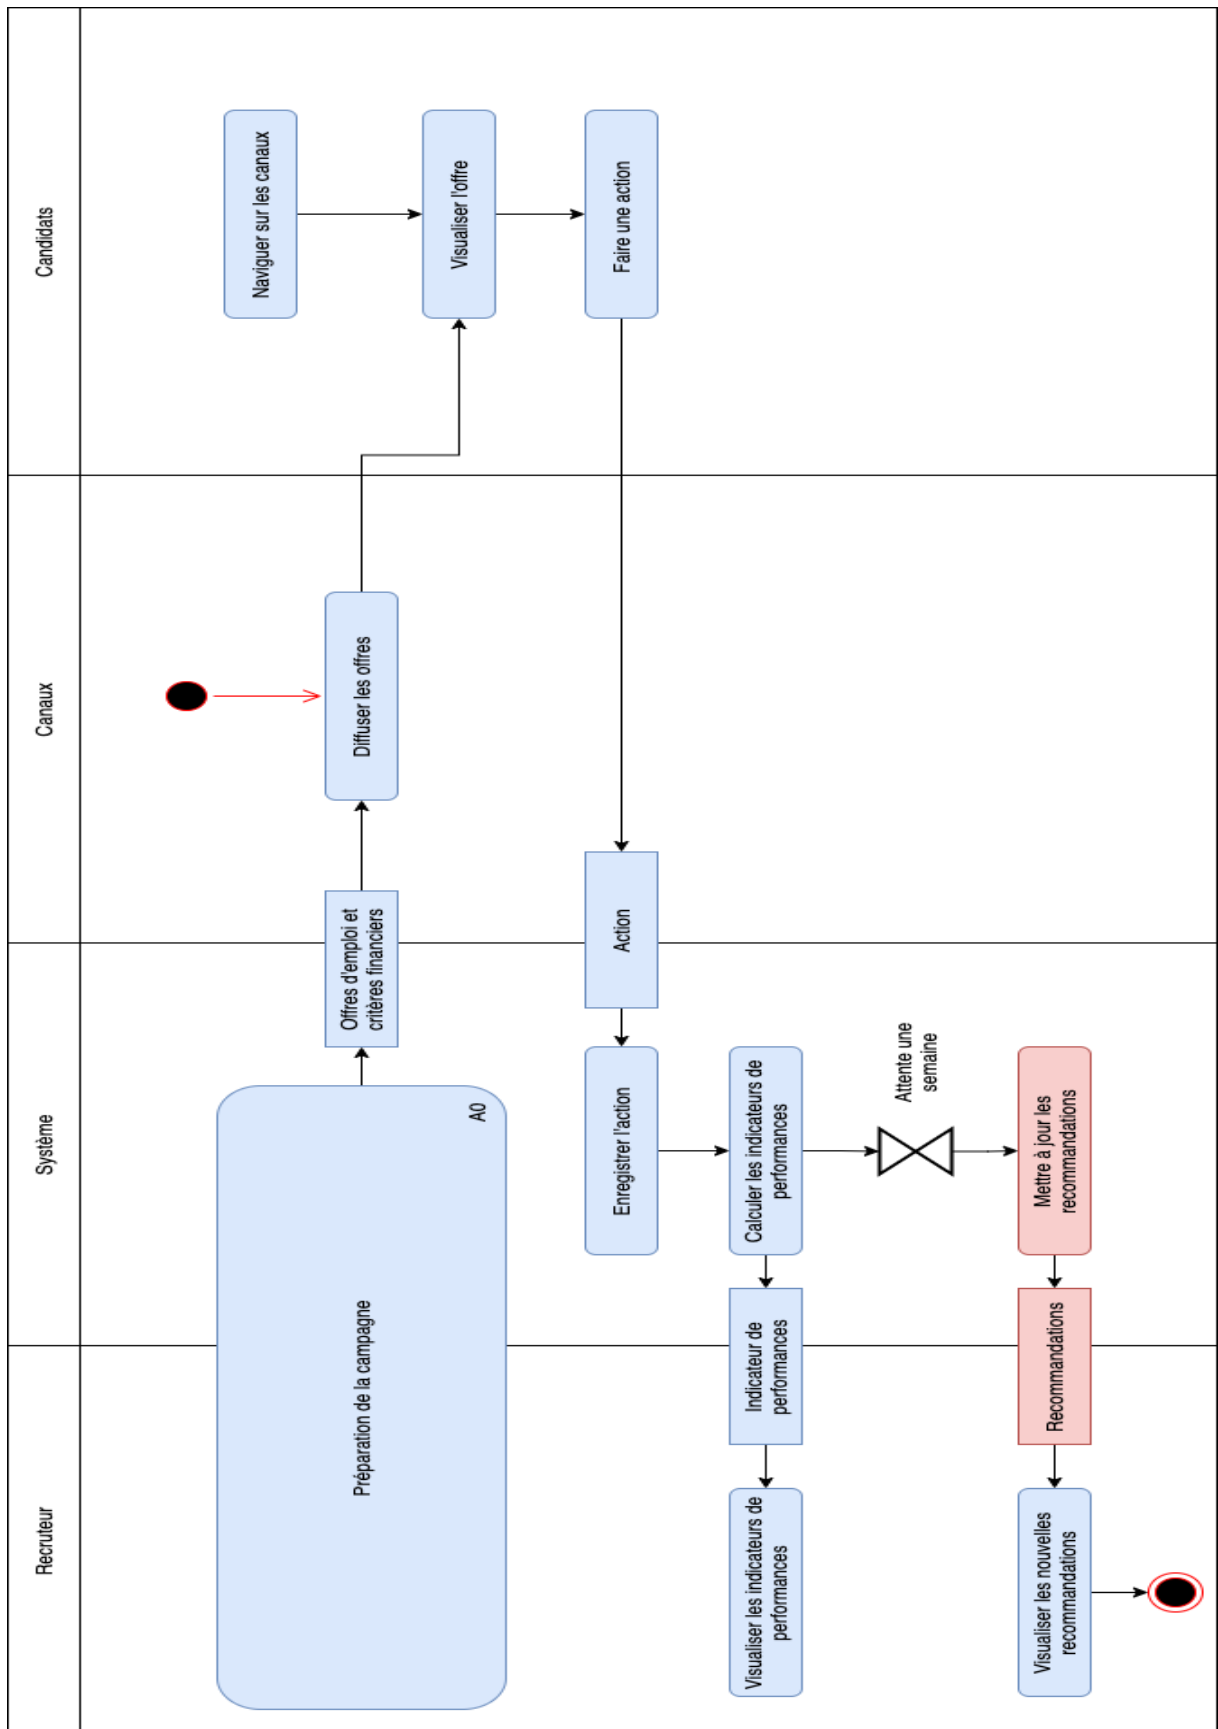 Recruteur
Système
Canaux
Candidats
Préparation de la campagne
A0
Offres d'emploi et
critères financiers
Diffuser les offres
Naviguer sur les canaux
Visualiser l'offre
Faire une action
Action
Enregistrer l'action
Calculer les indicateurs de
performances
Indicateur de
performances
Visualiser les indicateurs de
performances
Attente une
semaine
Mettre à jour les
recommandations
Recommandations
Visualiser les nouvelles
recommandations